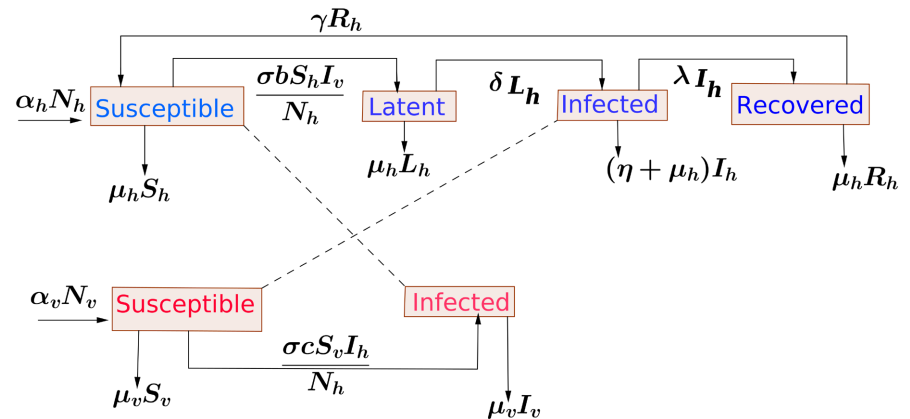 γR_h
α_hN_h
Susceptible
σbS_hI_v
N_h
Latent
δL_h
Infected
λI_h
Recovered
μ_hS_h
μ_hL_h
(η + μ_h)I_h
μ_hR_h
α_vN_v
Susceptible
Infected
σcS_vI_h
N_h
μ_vS_v
μ_vI_v